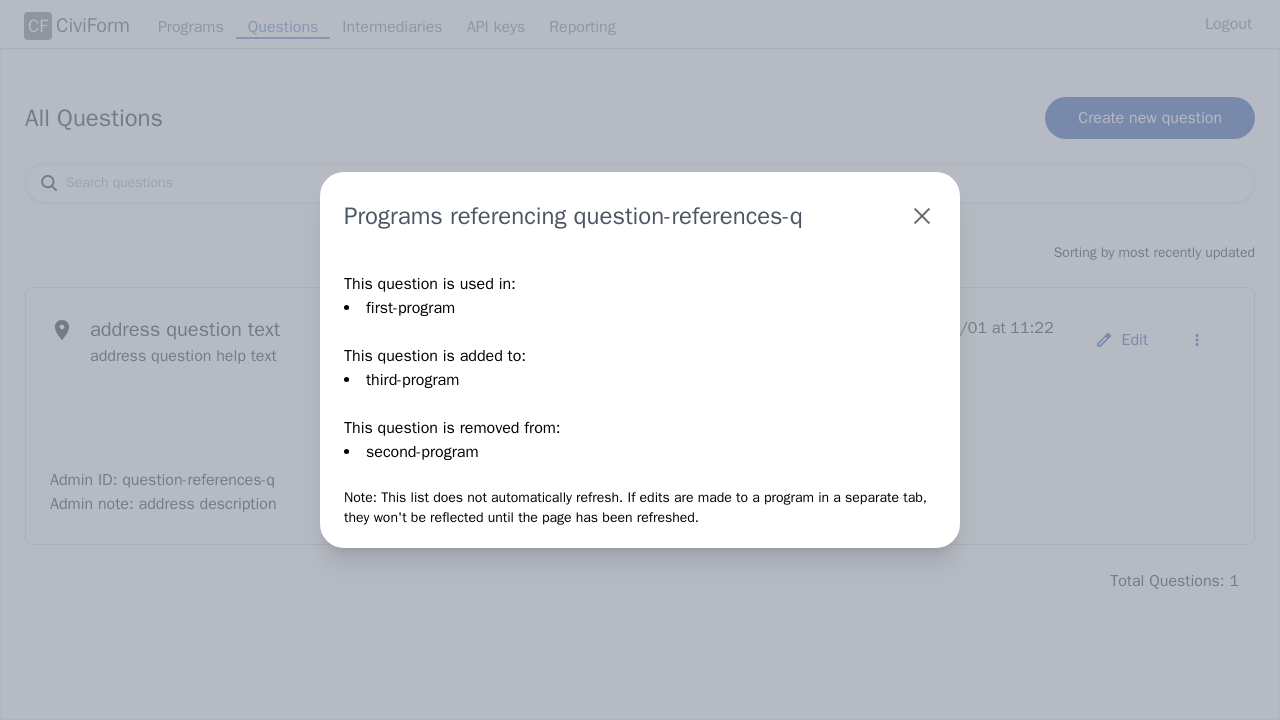 CF CiviForm Programs Questions Intermediaries API keys Reporting Logout
All Questions
Create new question
Search questions
Sorting by most recently updated
address question text
address question help text
/01 at 11:22
Edit
Admin ID: question-references-q
Admin note: address description
Total Questions: 1
Programs referencing question-references-q
This question is used in:
• first-program
This question is added to:
• third-program
This question is removed from:
• second-program
Note: This list does not automatically refresh. If edits are made to a program in a separate tab,
they won't be reflected until the page has been refreshed.